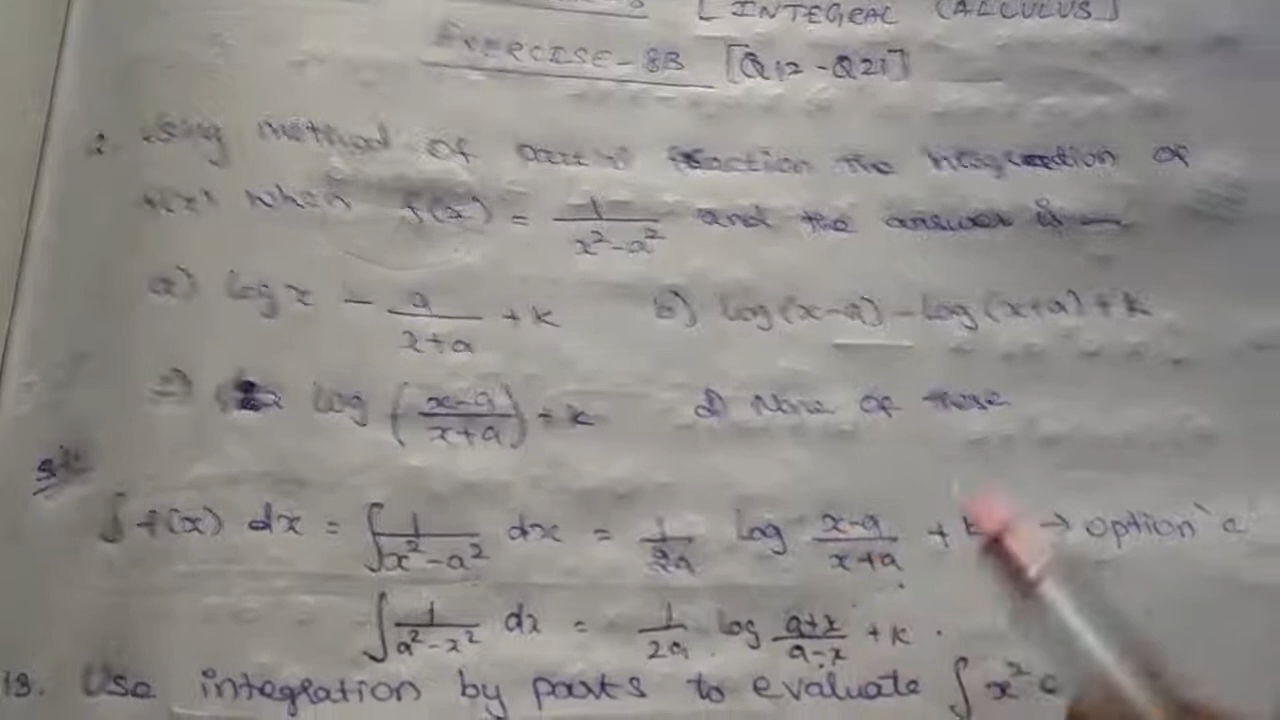 [INTEGRAL CALCULUS]
EXERCISE-8B [Q12-Q21]
using method of fraction the integration of
when f(x) = 1/(x²-a²) and the answer is —
a) log x - a/(x+a) + k b) log(x-a) - log(x+a) + k
log((x-a)/(x+a)) + k d) None of these
∫f(x) dx = ∫1/(x²-a²) dx = 1/2a log (x-a)/(x+a) + k → option
∫1/(a²-x²) dx = 1/2a log (a+x)/(a-x) + k.
13. Use integration by parts to evaluate ∫x²